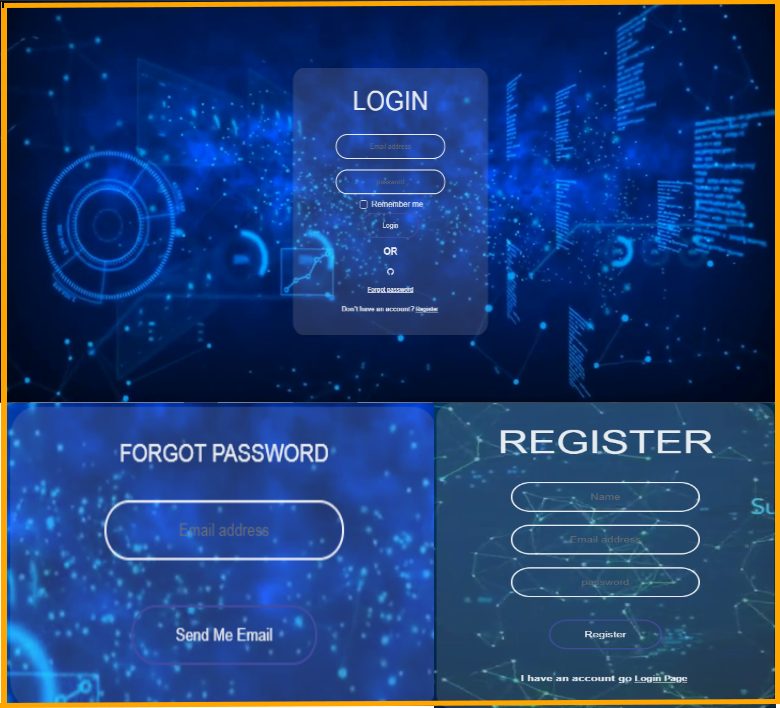 LOGIN
Email address
password
Remember me
Login
OR
Forgot password
Don't have an account? Register
FORGOT PASSWORD
Email address
Send Me Email
REGISTER
Name
Email address
password
Su
Register
I have an account go Login Page